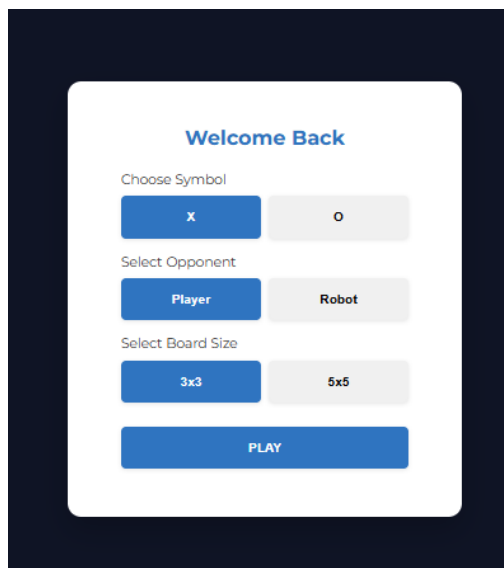 Welcome Back
Choose Symbol
X O
Select Opponent
Player Robot
Select Board Size
3x3 5x5
PLAY